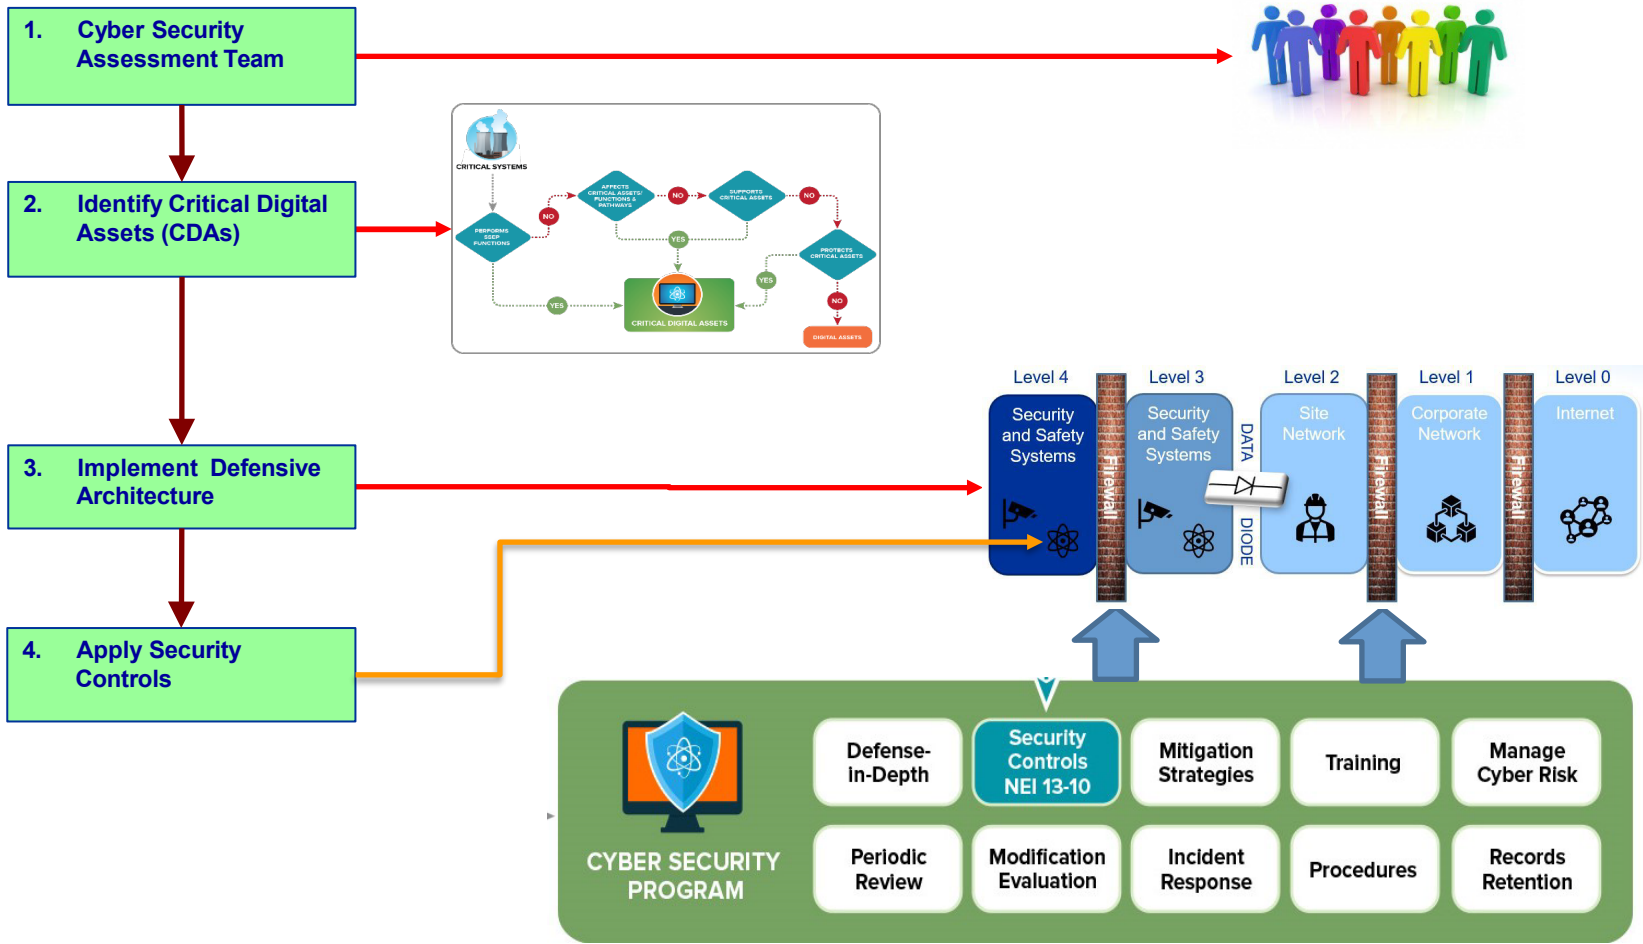 1. Cyber Security
Assessment Team
2. Identify Critical Digital
Assets (CDAs)
3. Implement Defensive
Architecture
4. Apply Security
Controls
CRITICAL SYSTEMS
PERFORMS
SSEP
FUNCTIONS
NO
AFFECTS
CRITICAL ASSETS/
FUNCTIONS &
PATHWAYS
NO
SUPPORTS
CRITICAL ASSETS
NO
YES
PROTECTS
CRITICAL ASSETS
YES
YES
NO
CRITICAL DIGITAL ASSETS
DIGITAL ASSETS
Level 4
Security
and Safety
Systems
Firewall
Level 3
Security
and Safety
Systems
DATA
DIODE
Level 2
Site
Network
Firewall
Level 1
Corporate
Network
Firewall
Level 0
Internet
CYBER SECURITY
PROGRAM
Defense-
in-Depth
Security
Controls
NEI 13-10
Mitigation
Strategies
Training
Manage
Cyber Risk
Periodic
Review
Modification
Evaluation
Incident
Response
Procedures
Records
Retention